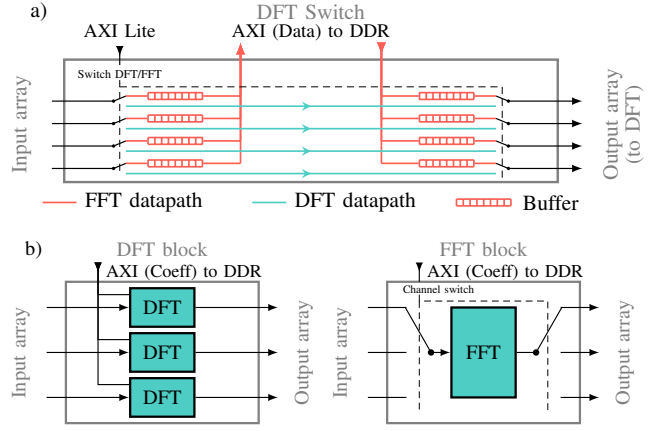 a)
DFT Switch
AXI Lite
AXI (Data) to DDR
Switch DFT/FFT
Input array
Output array
(to DFT)
FFT datapath
DFT datapath
Buffer
b)
DFT block
AXI (Coeff) to DDR
Input array
DFT
DFT
DFT
Output array
FFT block
AXI (Coeff) to DDR
Channel switch
Input array
FFT
Output array